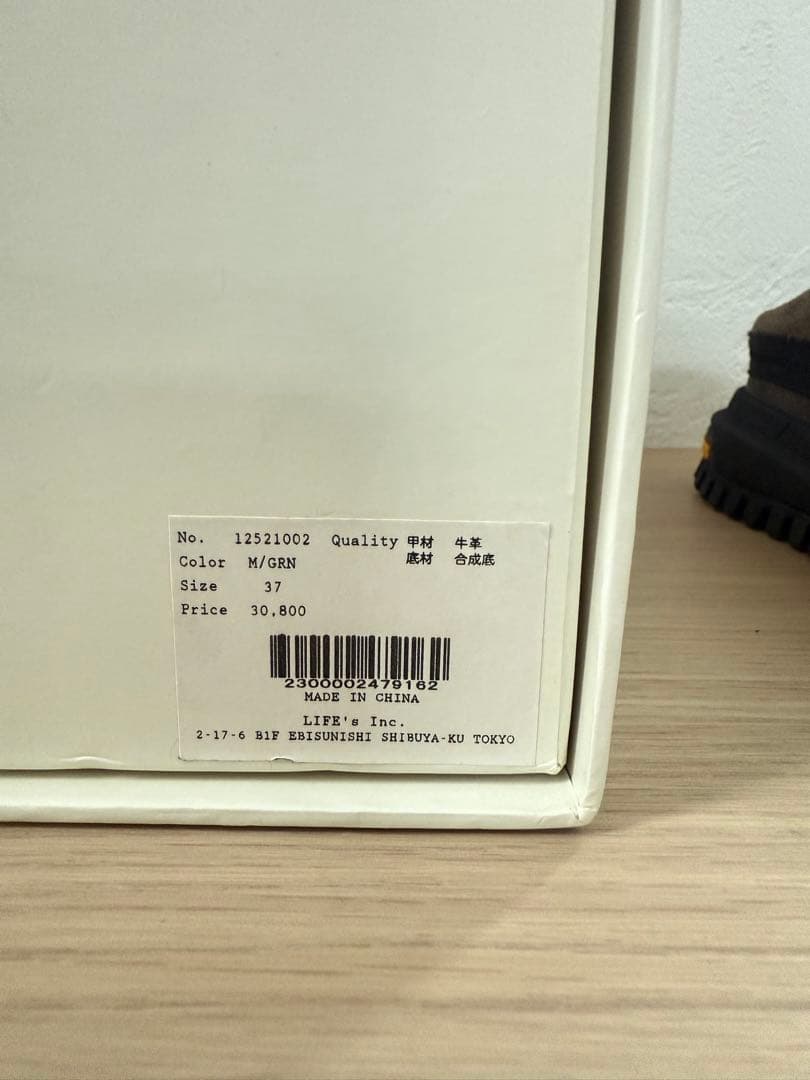 No. 12521002 Quality 甲材 牛革
底材 合成底
Color M/GRN
Size 37
Price 30,800
2300002479162
MADE IN CHINA
LIFE's Inc.
2-17-6 B1F EBISUNISHI SHIBUYA-KU TOKYO